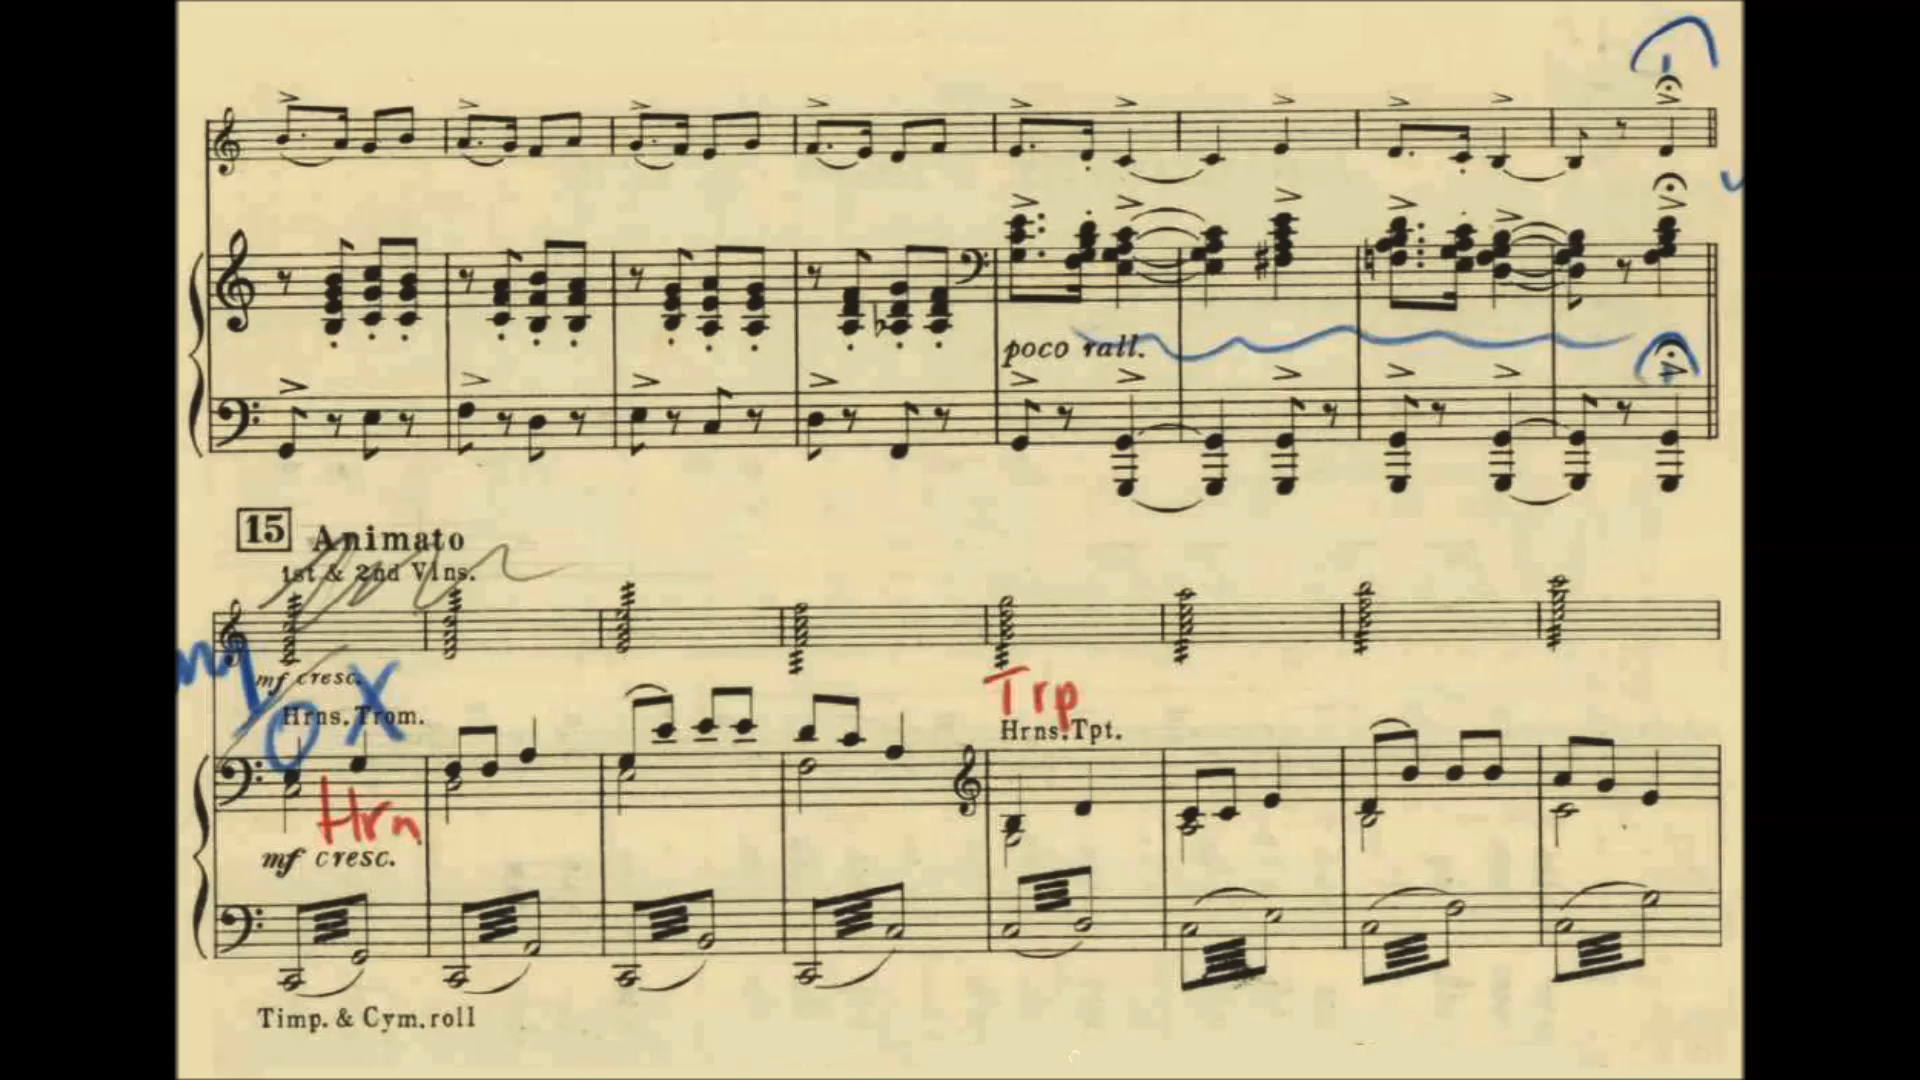 poco rall.
15 Animato
1st & 2nd Vlns.
mf cresc.
Hrns. Trom.
O X
Trp
Hrns. Tpt.
Hrn
mf cresc.
Timp. & Cym. roll